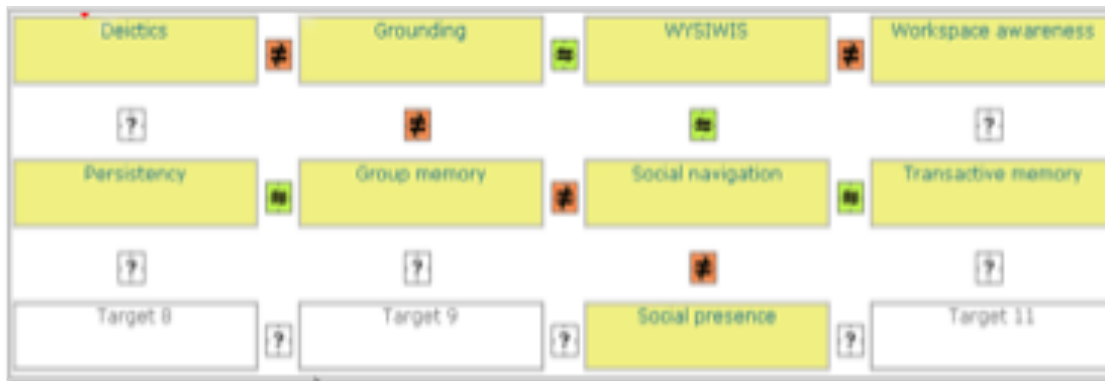 Deictics ≠ Grounding ⇆ WYSIWIS ≠ Workspace awareness
? ≠ ⇆ ?
Persistency ⇆ Group memory ≠ Social navigation ⇆ Transactive memory
? ? ≠ ?
Target 8 ? Target 9 ? Social presence ? Target 11